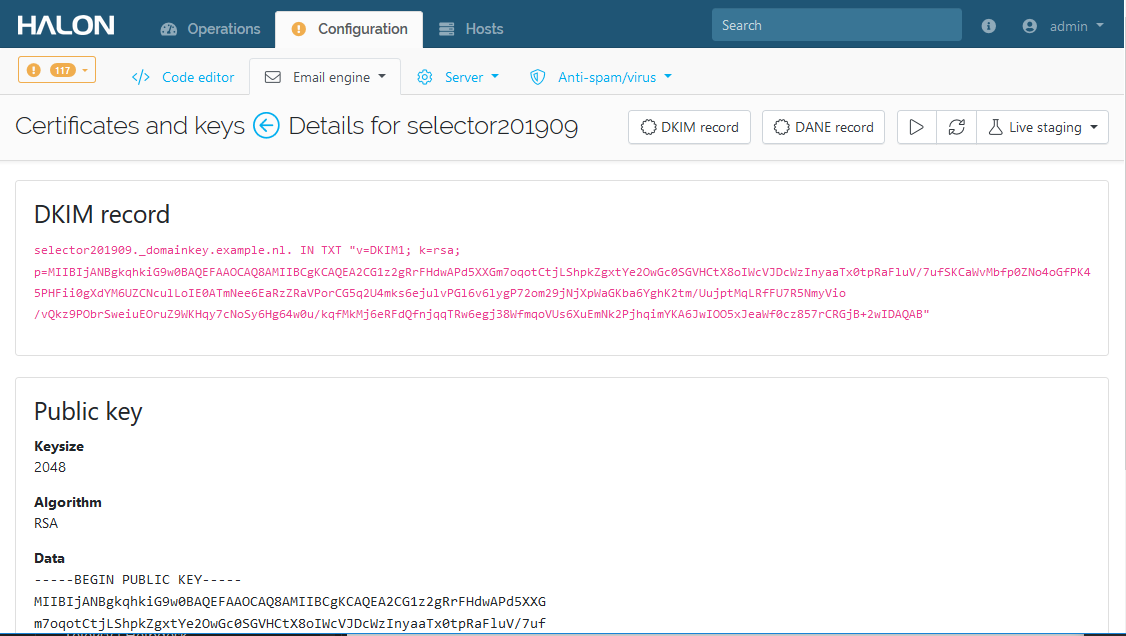 HALON
Operations
Configuration
Hosts
Search
admin
117
</> Code editor
Email engine
Server
Anti-spam/virus
Certificates and keys
Details for selector201909
DKIM record
DANE record
Live staging
DKIM record
selector201909._domainkey.example.nl. IN TXT "v=DKIM1; k=rsa;
p=MIIBIjANBgkqhkiG9w0BAQEFAAOCAQ8AMIIBCgKCAQEA2CG1z2gRrFHdwAPd5XXGm7oqotCtjLShpkZgxtYe2OwGc0SGVHCtX8oIWcVJDcWzInyaaTx0tpRaFluV/7ufSKCaWvMbfp0ZNo4oGfPK4
5PHFii0gXdYM6UZCNculLoIE0ATmNee6EaRzZRaVPorCG5q2U4mks6ejulvPGl6v6lygP72om29jNjXpWaGKba6YghK2tm/UujptMqLRfFU7R5NmyVio
/vQkz9PObrSweiuEOruZ9WKHqy7cNoSy6Hg64w0u/kqfMkMj6eRFdQfnjqqTRw6egj38WfmqoVUs6XuEmNk2PjhqimYKA6JwIOO5xJeaWf0cz857rCRGjB+2wIDAQAB"
Public key
Keysize
2048
Algorithm
RSA
Data
-----BEGIN PUBLIC KEY-----
MIIBIjANBgkqhkiG9w0BAQEFAAOCAQ8AMIIBCgKCAQEA2CG1z2gRrFHdwAPd5XXG
m7oqotCtjLShpkZgxtYe2OwGc0SGVHCtX8oIWcVJDcWzInyaaTx0tpRaFluV/7uf